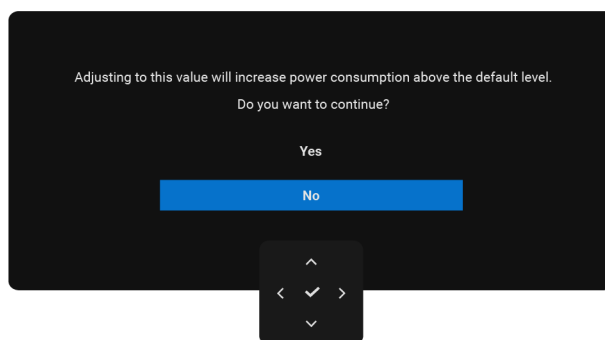 Adjusting to this value will increase power consumption above the default level.
Do you want to continue?
Yes
No